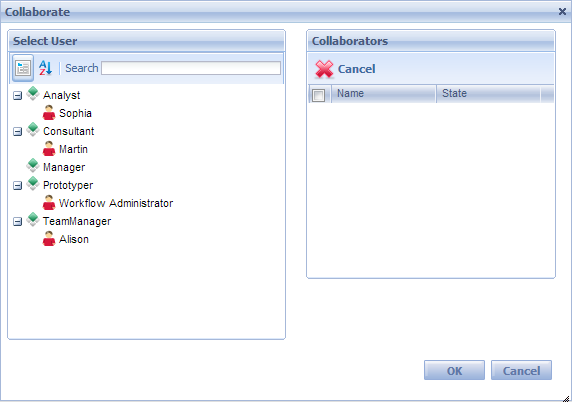 Collaborate
Select User
Search
Analyst
Sophia
Consultant
Martin
Manager
Prototyper
Workflow Administrator
TeamManager
Alison
Collaborators
Cancel
Name State
OK Cancel